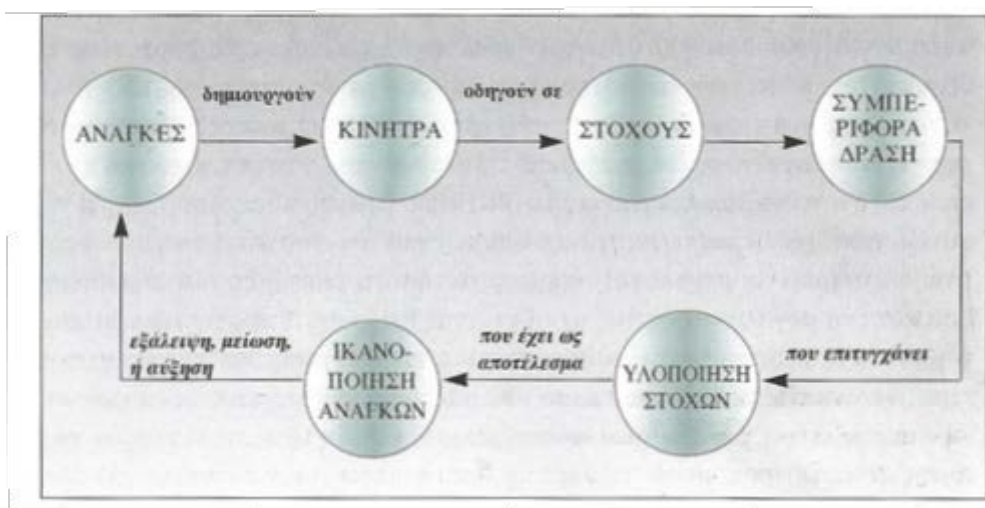 ΑΝΑΓΚΕΣ
δημιουργούν
ΚΙΝΗΤΡΑ
οδηγούν σε
ΣΤΟΧΟΥΣ
ΣΥΜΠΕ-
ΡΙΦΟΡΑ
ΔΡΑΣΗ
που επιτυγχάνει
ΥΛΟΠΟΙΗΣΗ
ΣΤΟΧΩΝ
που έχει ως
αποτέλεσμα
ΙΚΑΝΟ-
ΠΟΙΗΣΗ
ΑΝΑΓΚΩΝ
εξάλειψη, μείωση,
ή αύξηση